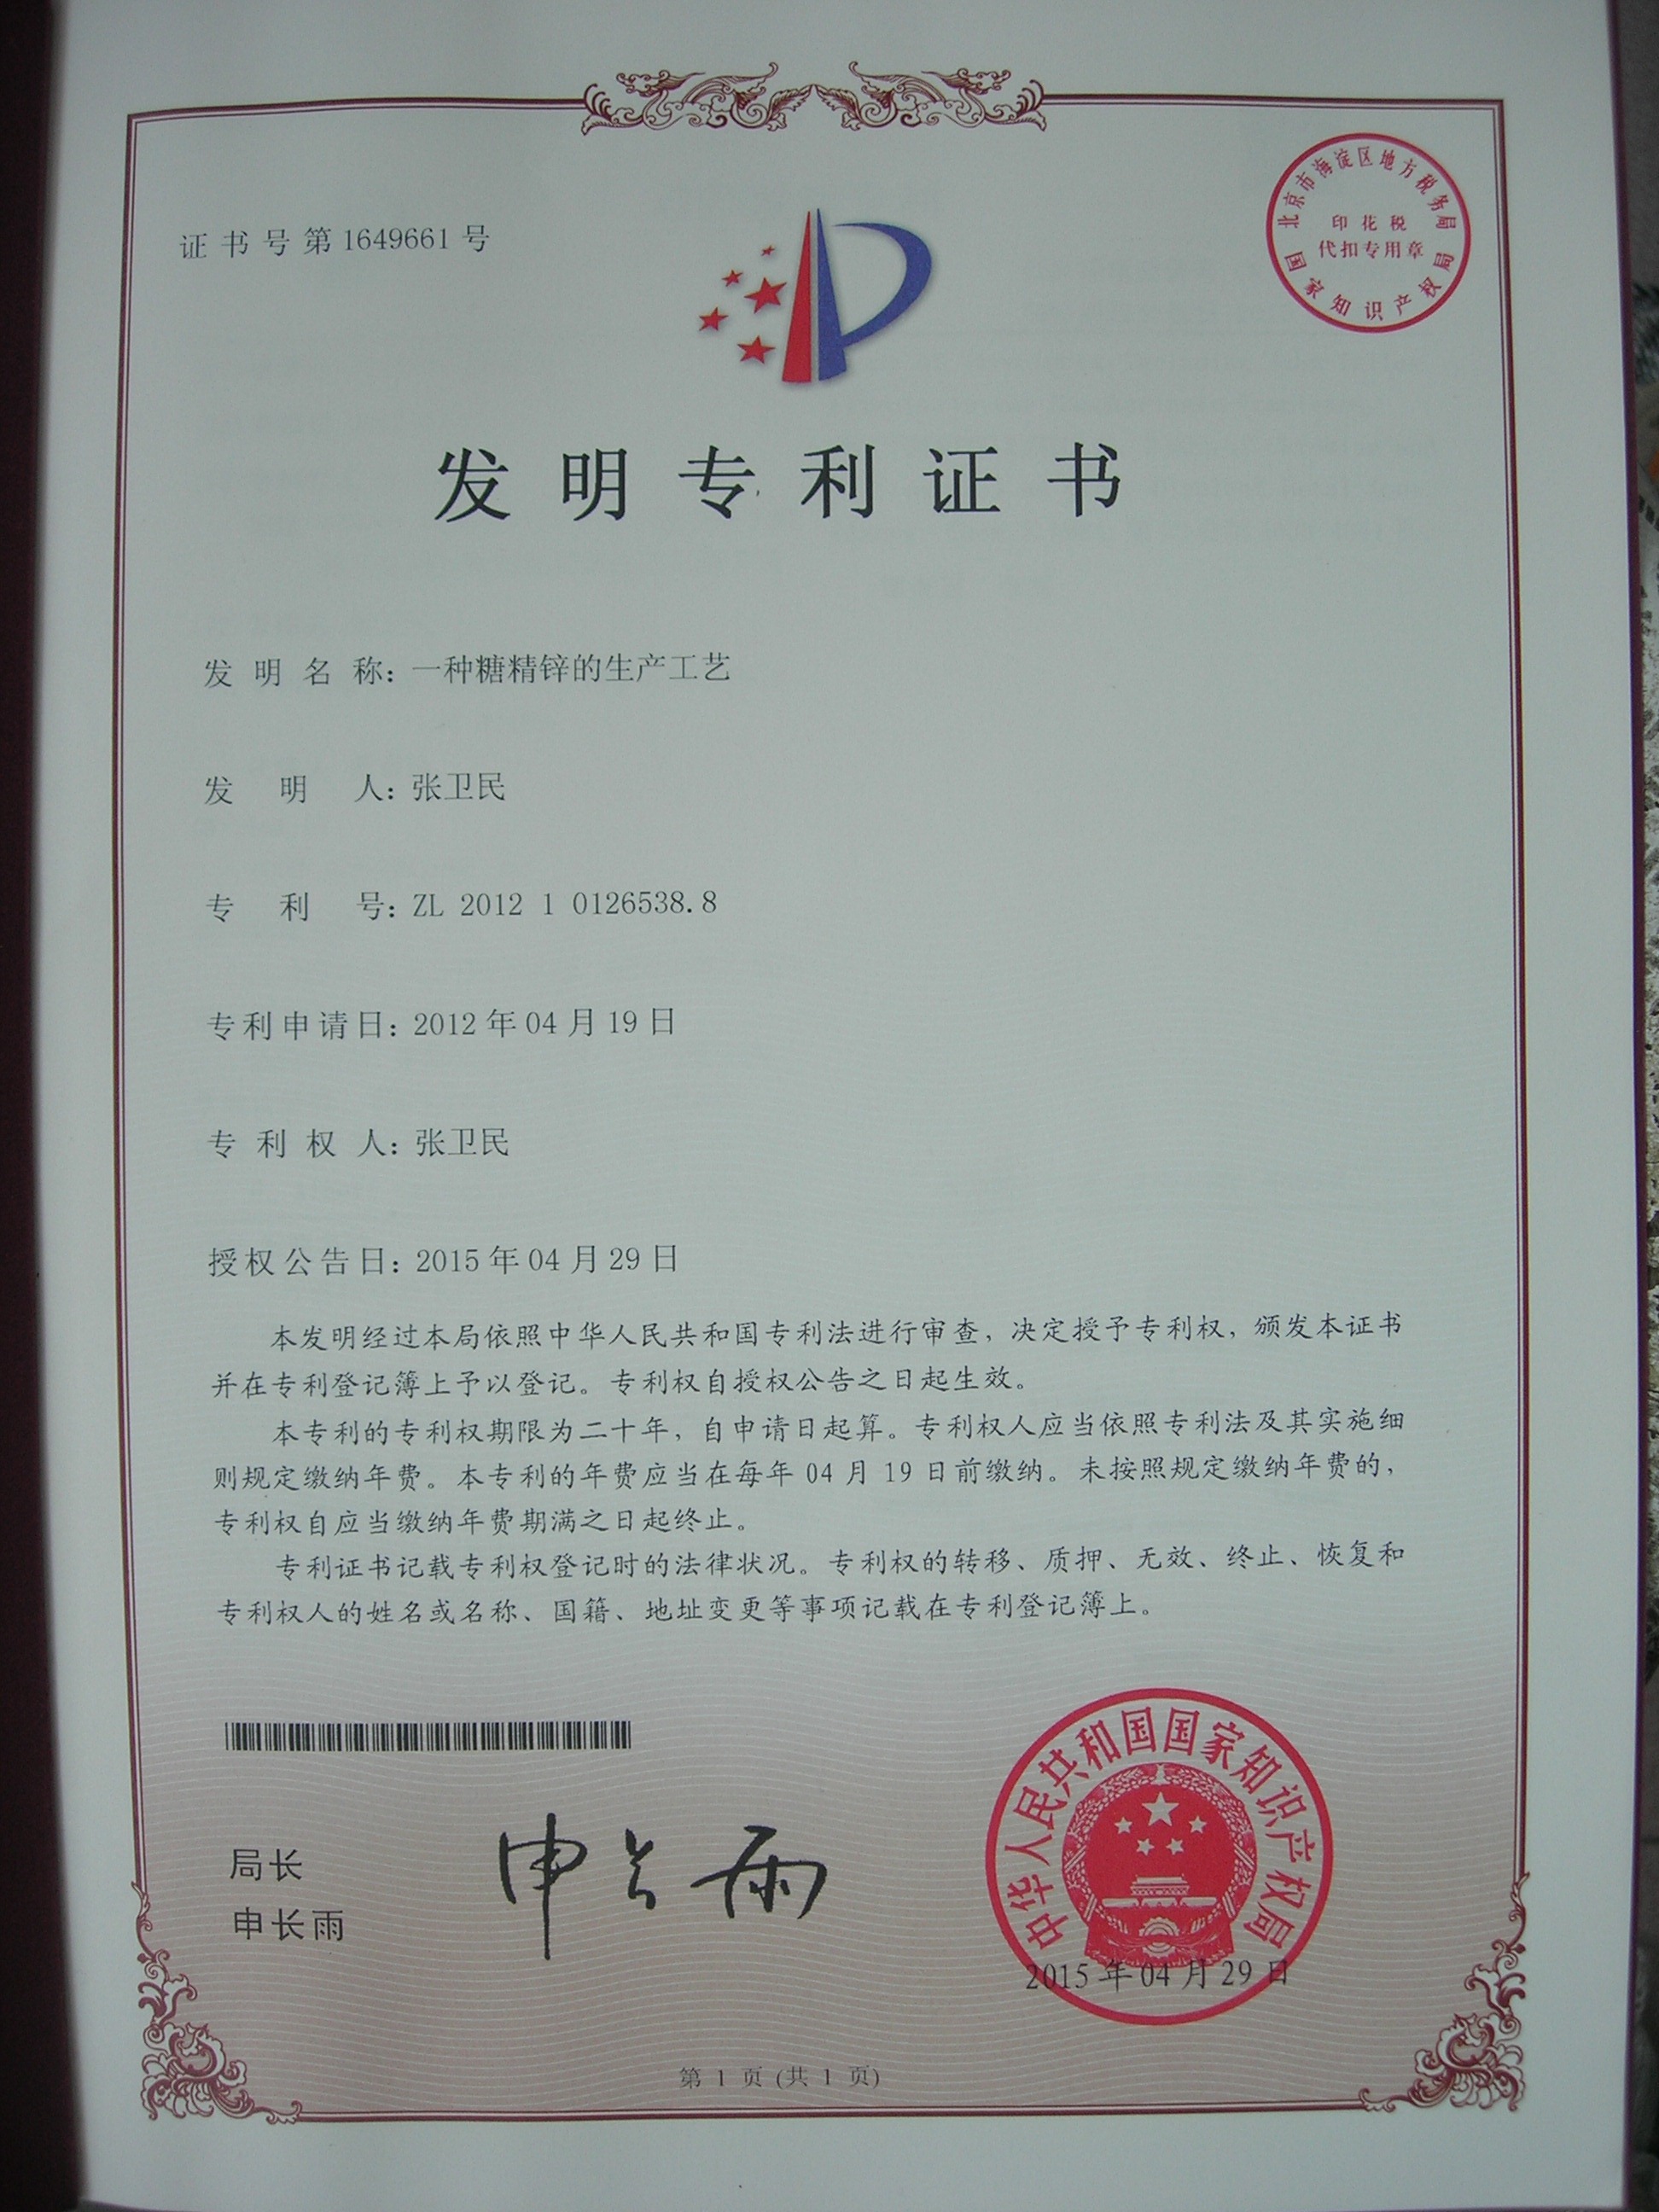 证书号第1649661号
北京市海淀区地方税务局
印花税
代扣专用章
国家知识产权局
发明专利证书
发明名称：一种糖精锌的生产工艺
发明人：张卫民
专利号：ZL 2012 1 0126538.8
专利申请日：2012年04月19日
专利权人：张卫民
授权公告日：2015年04月29日
本发明经过本局依照中华人民共和国专利法进行审查，决定授予专利权，颁发本证书
并在专利登记簿上予以登记。专利权自授权公告之日起生效。
本专利的专利权期限为二十年，自申请日起算。专利权人应当依照专利法及其实施细
则规定缴纳年费。本专利的年费应当在每年04月19日前缴纳。未按照规定缴纳年费的，
专利权自应当缴纳年费期满之日起终止。
专利证书记载专利权登记时的法律状况。专利权的转移、质押、无效、终止、恢复和
专利权人的姓名或名称、国籍、地址变更等事项记载在专利登记簿上。
局长
申长雨
申长雨
中华人民共和国国家知识产权局
2015年04月29日
第 1 页 (共 1 页)